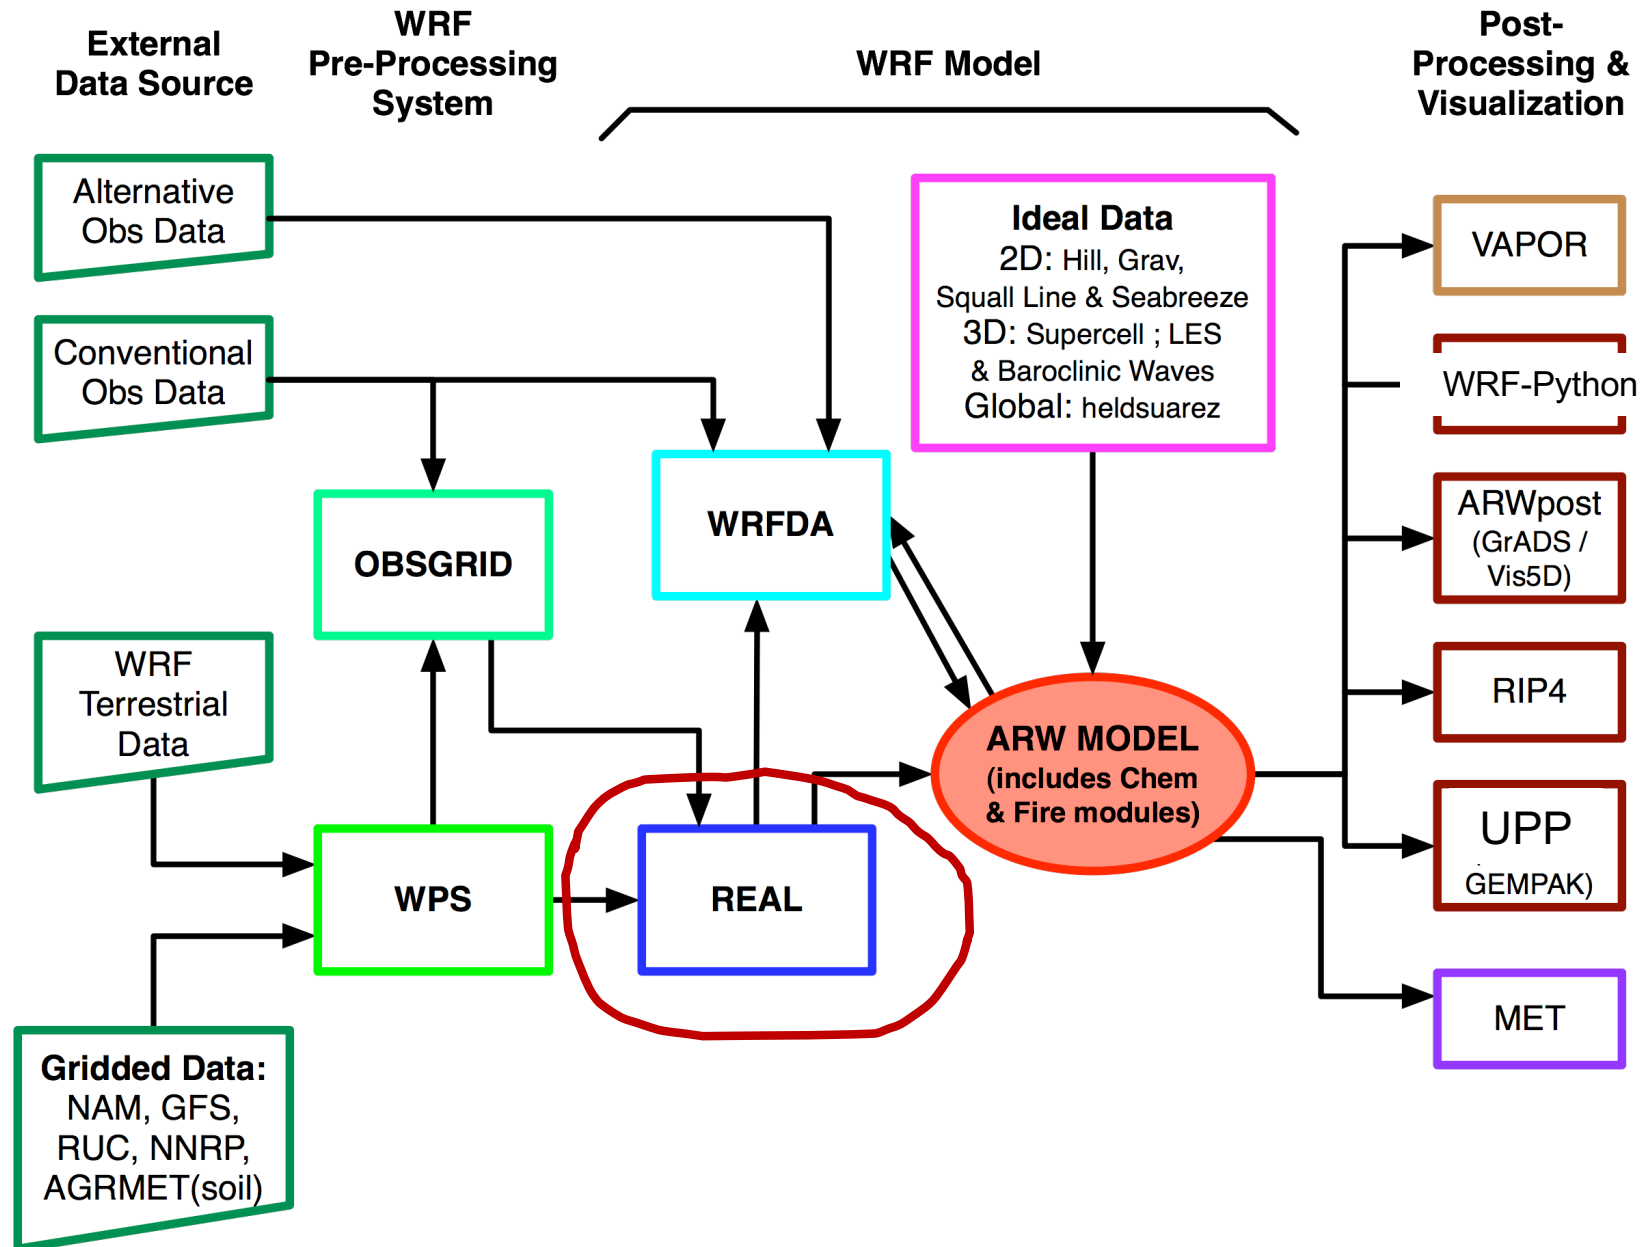 External
Data Source
WRF
Pre-Processing
System
WRF Model
Post-
Processing &
Visualization
Alternative
Obs Data
Conventional
Obs Data
WRF
Terrestrial
Data
Gridded Data:
NAM, GFS,
RUC, NNRP,
AGRMET(soil)
OBSGRID
WPS
WRFDA
REAL
Ideal Data
2D: Hill, Grav,
Squall Line & Seabreeze
3D: Supercell ; LES
& Baroclinic Waves
Global: heldsuarez
ARW MODEL
(includes Chem
& Fire modules)
VAPOR
WRF-Python
ARWpost
(GrADS /
Vis5D)
RIP4
UPP
GEMPAK)
MET